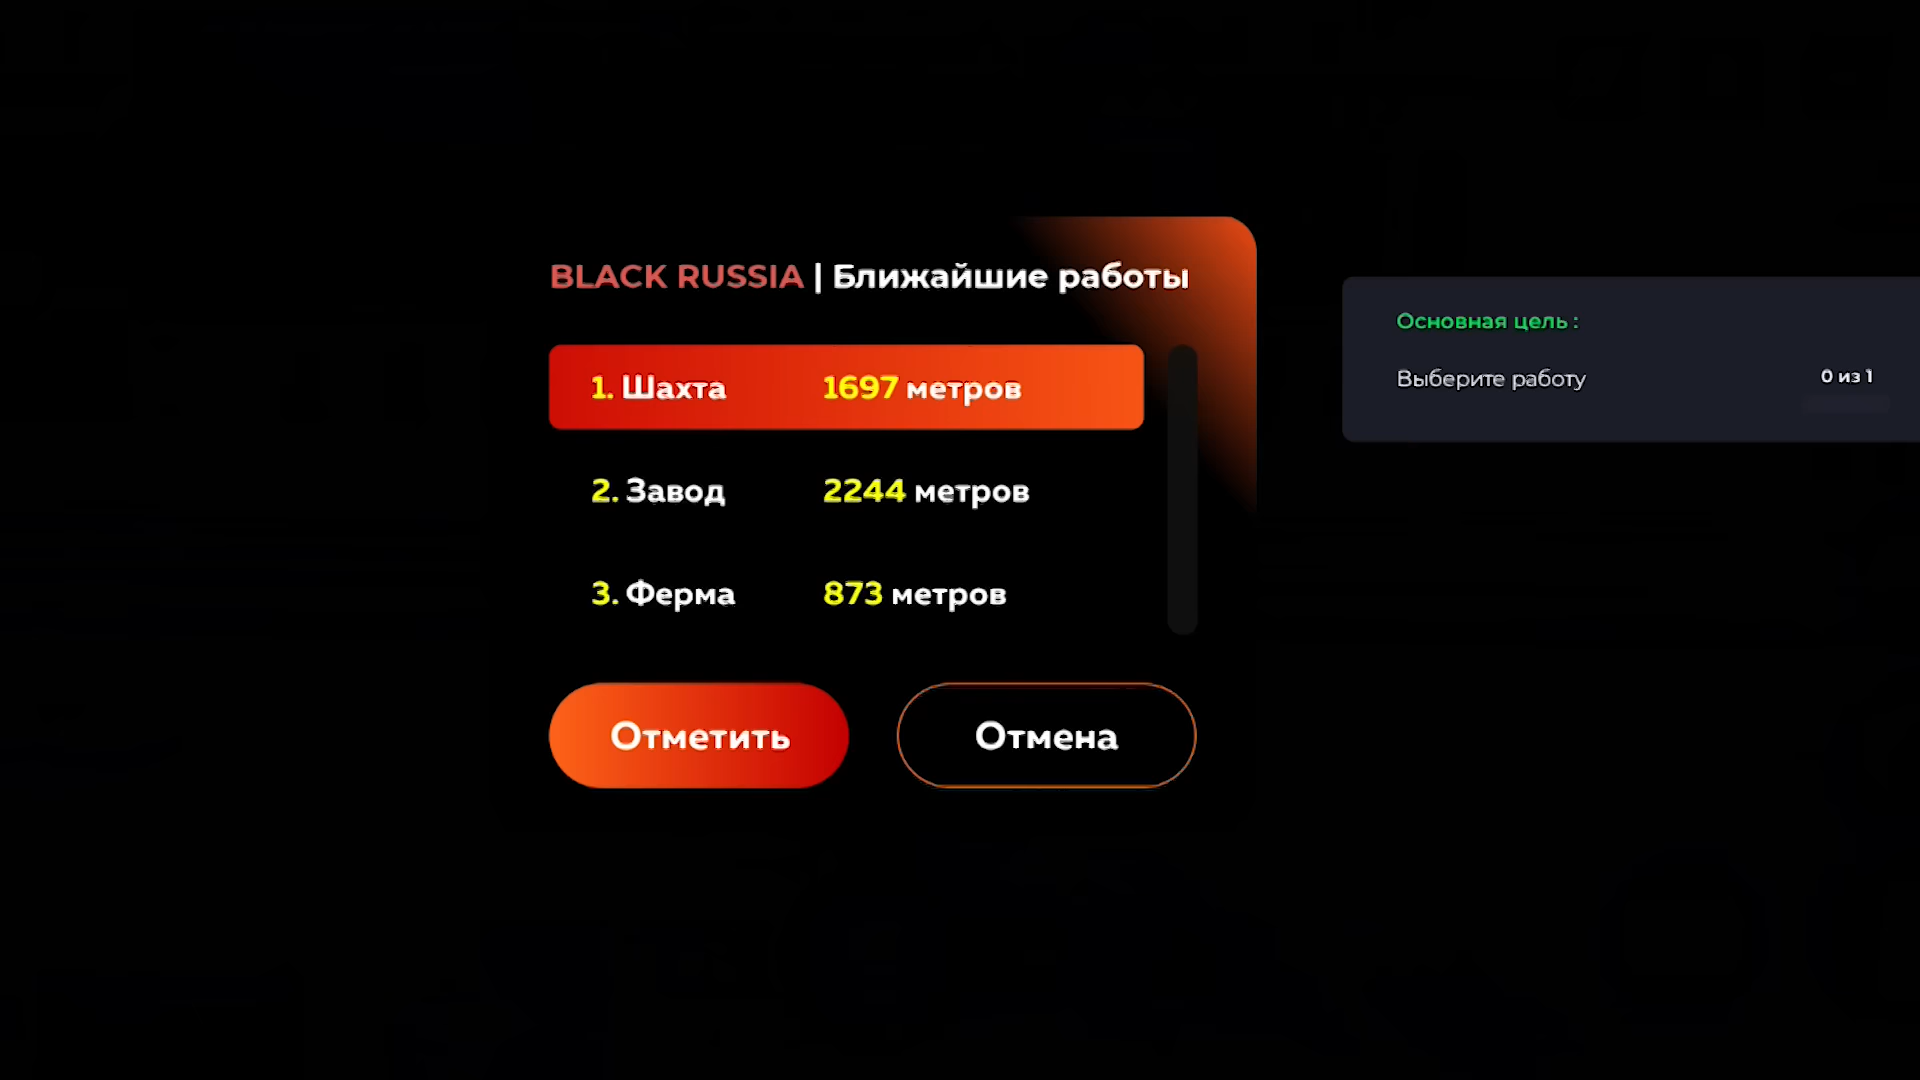 BLACK RUSSIA | Ближайшие работы
1. Шахта 1697 метров
2. Завод 2244 метров
3. Ферма 873 метров
Отметить Отмена
Основная цель :
Выберите работу 0 из 1